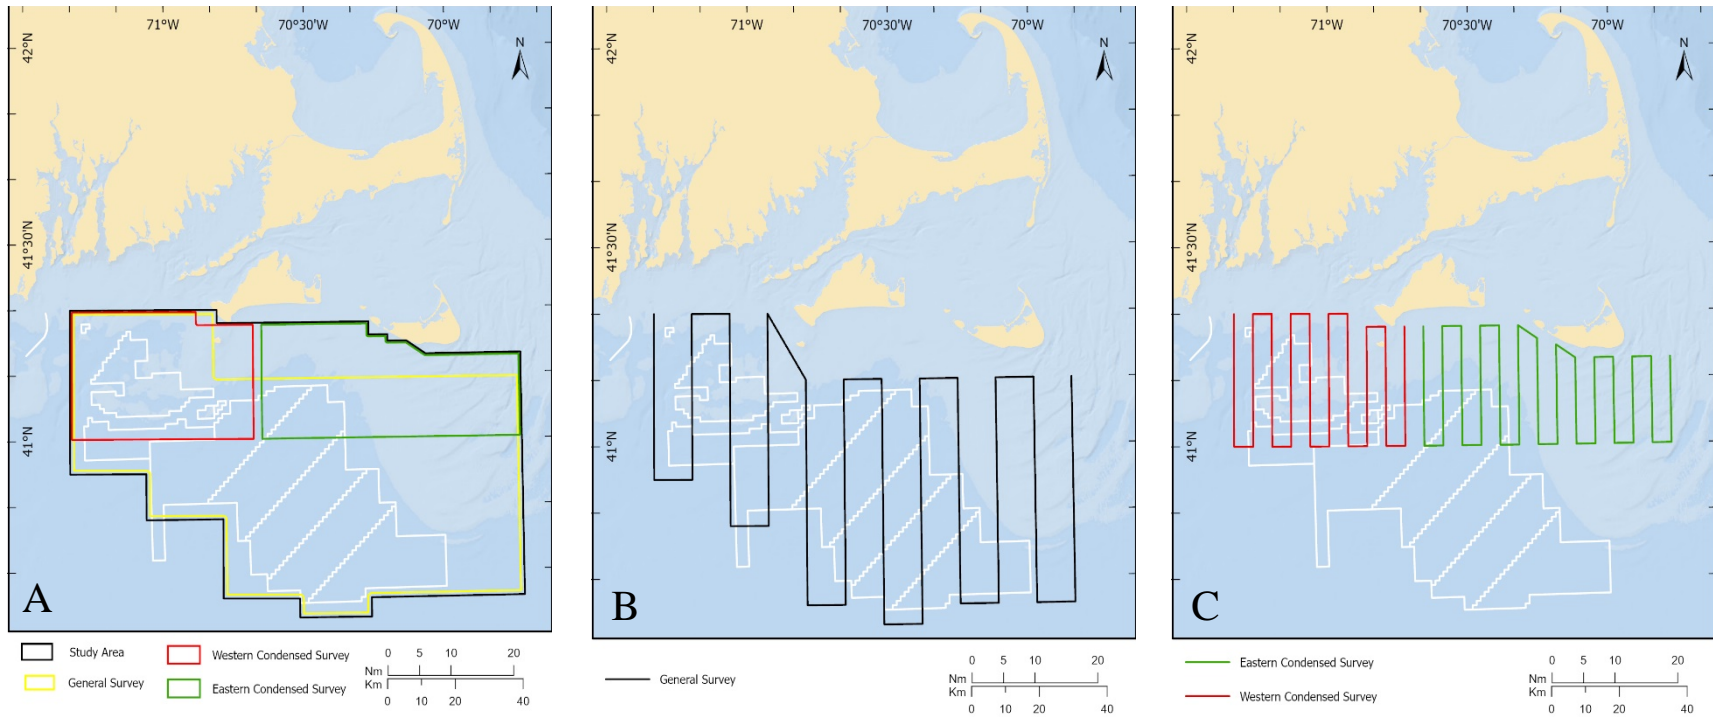 71°W 70°30'W 70°W
42°N
N
41°30'N
41°N
A
Study Area
General Survey
Western Condensed Survey
Eastern Condensed Survey
0 5 10 20
Nm
Km
0 10 20 40
71°W 70°30'W 70°W
42°N
N
41°30'N
41°N
B
General Survey
0 5 10 20
Nm
Km
0 10 20 40
71°W 70°30'W 70°W
42°N
N
41°30'N
41°N
C
Eastern Condensed Survey
Western Condensed Survey
0 5 10 20
Nm
Km
0 10 20 40